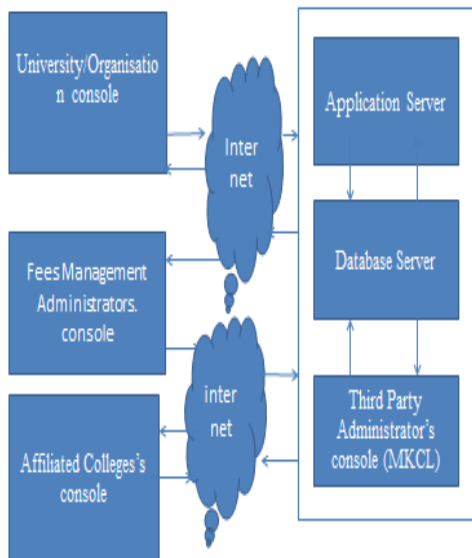 University/Organisatio
n console
Inter
net
Application Server
Fees Management
Administrators.
console
Database Server
inter
net
Affiliated Colleges's
console
Third Party
Administrator's
console (MKCL)